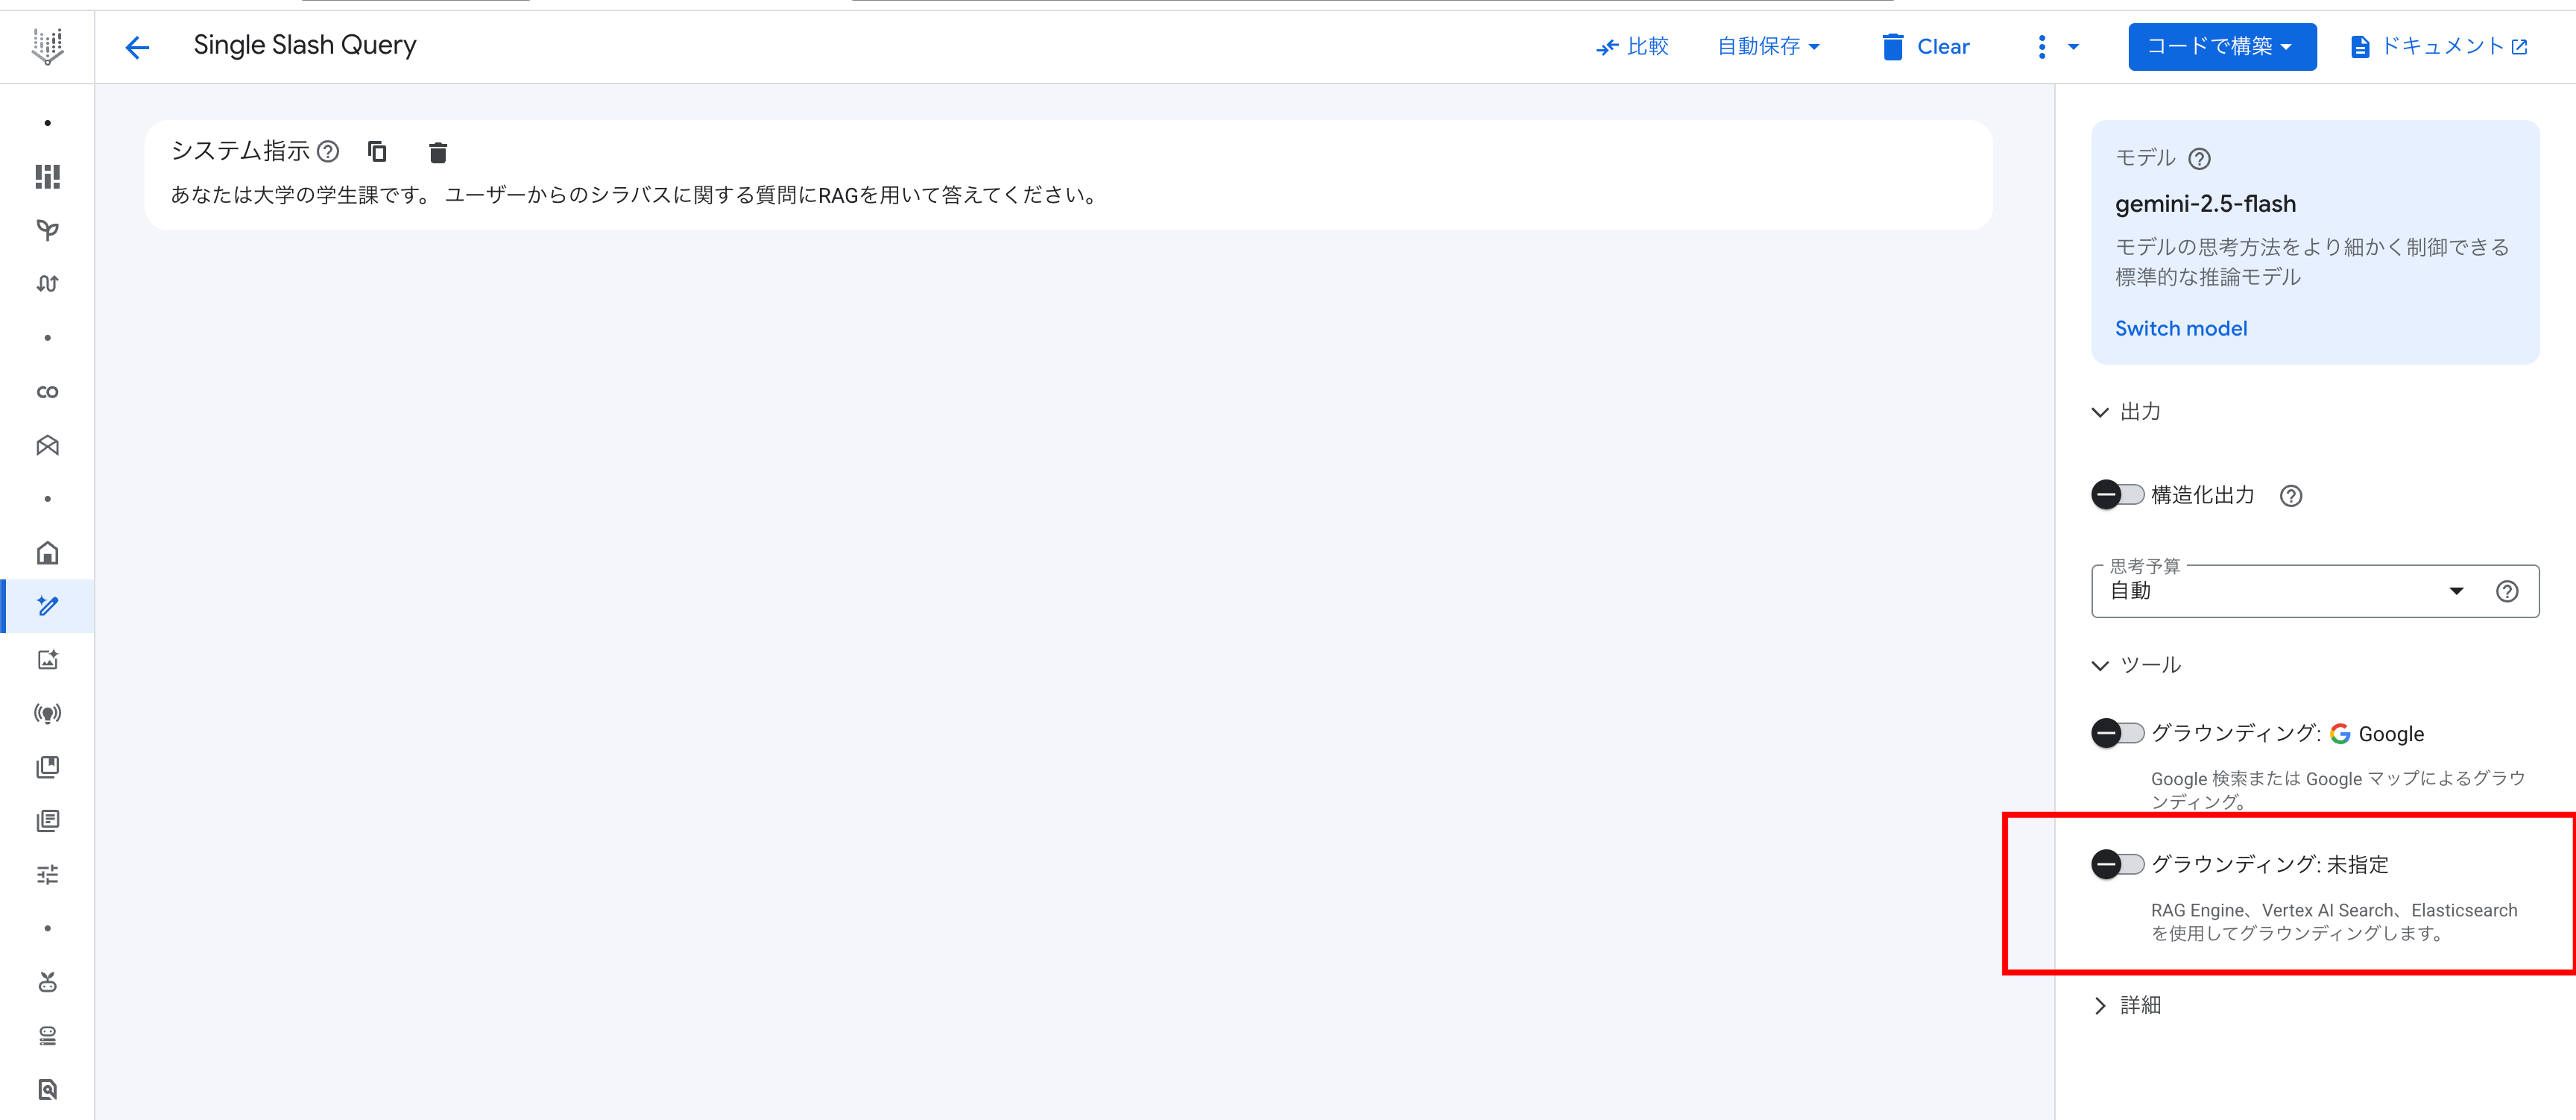 Single Slash Query
比較
自動保存
Clear
コードで構築
ドキュメント
システム指示
あなたは大学の学生課です。 ユーザーからのシラバスに関する質問にRAGを用いて答えてください。
モデル
gemini-2.5-flash
モデルの思考方法をより細かく制御できる
標準的な推論モデル
Switch model
出力
構造化出力
思考予算
自動
ツール
グラウンディング: Google
Google 検索または Google マップによるグラウ
ンディング。
グラウンディング: 未指定
RAG Engine、Vertex AI Search、Elasticsearch
を使用してグラウンディングします。
詳細